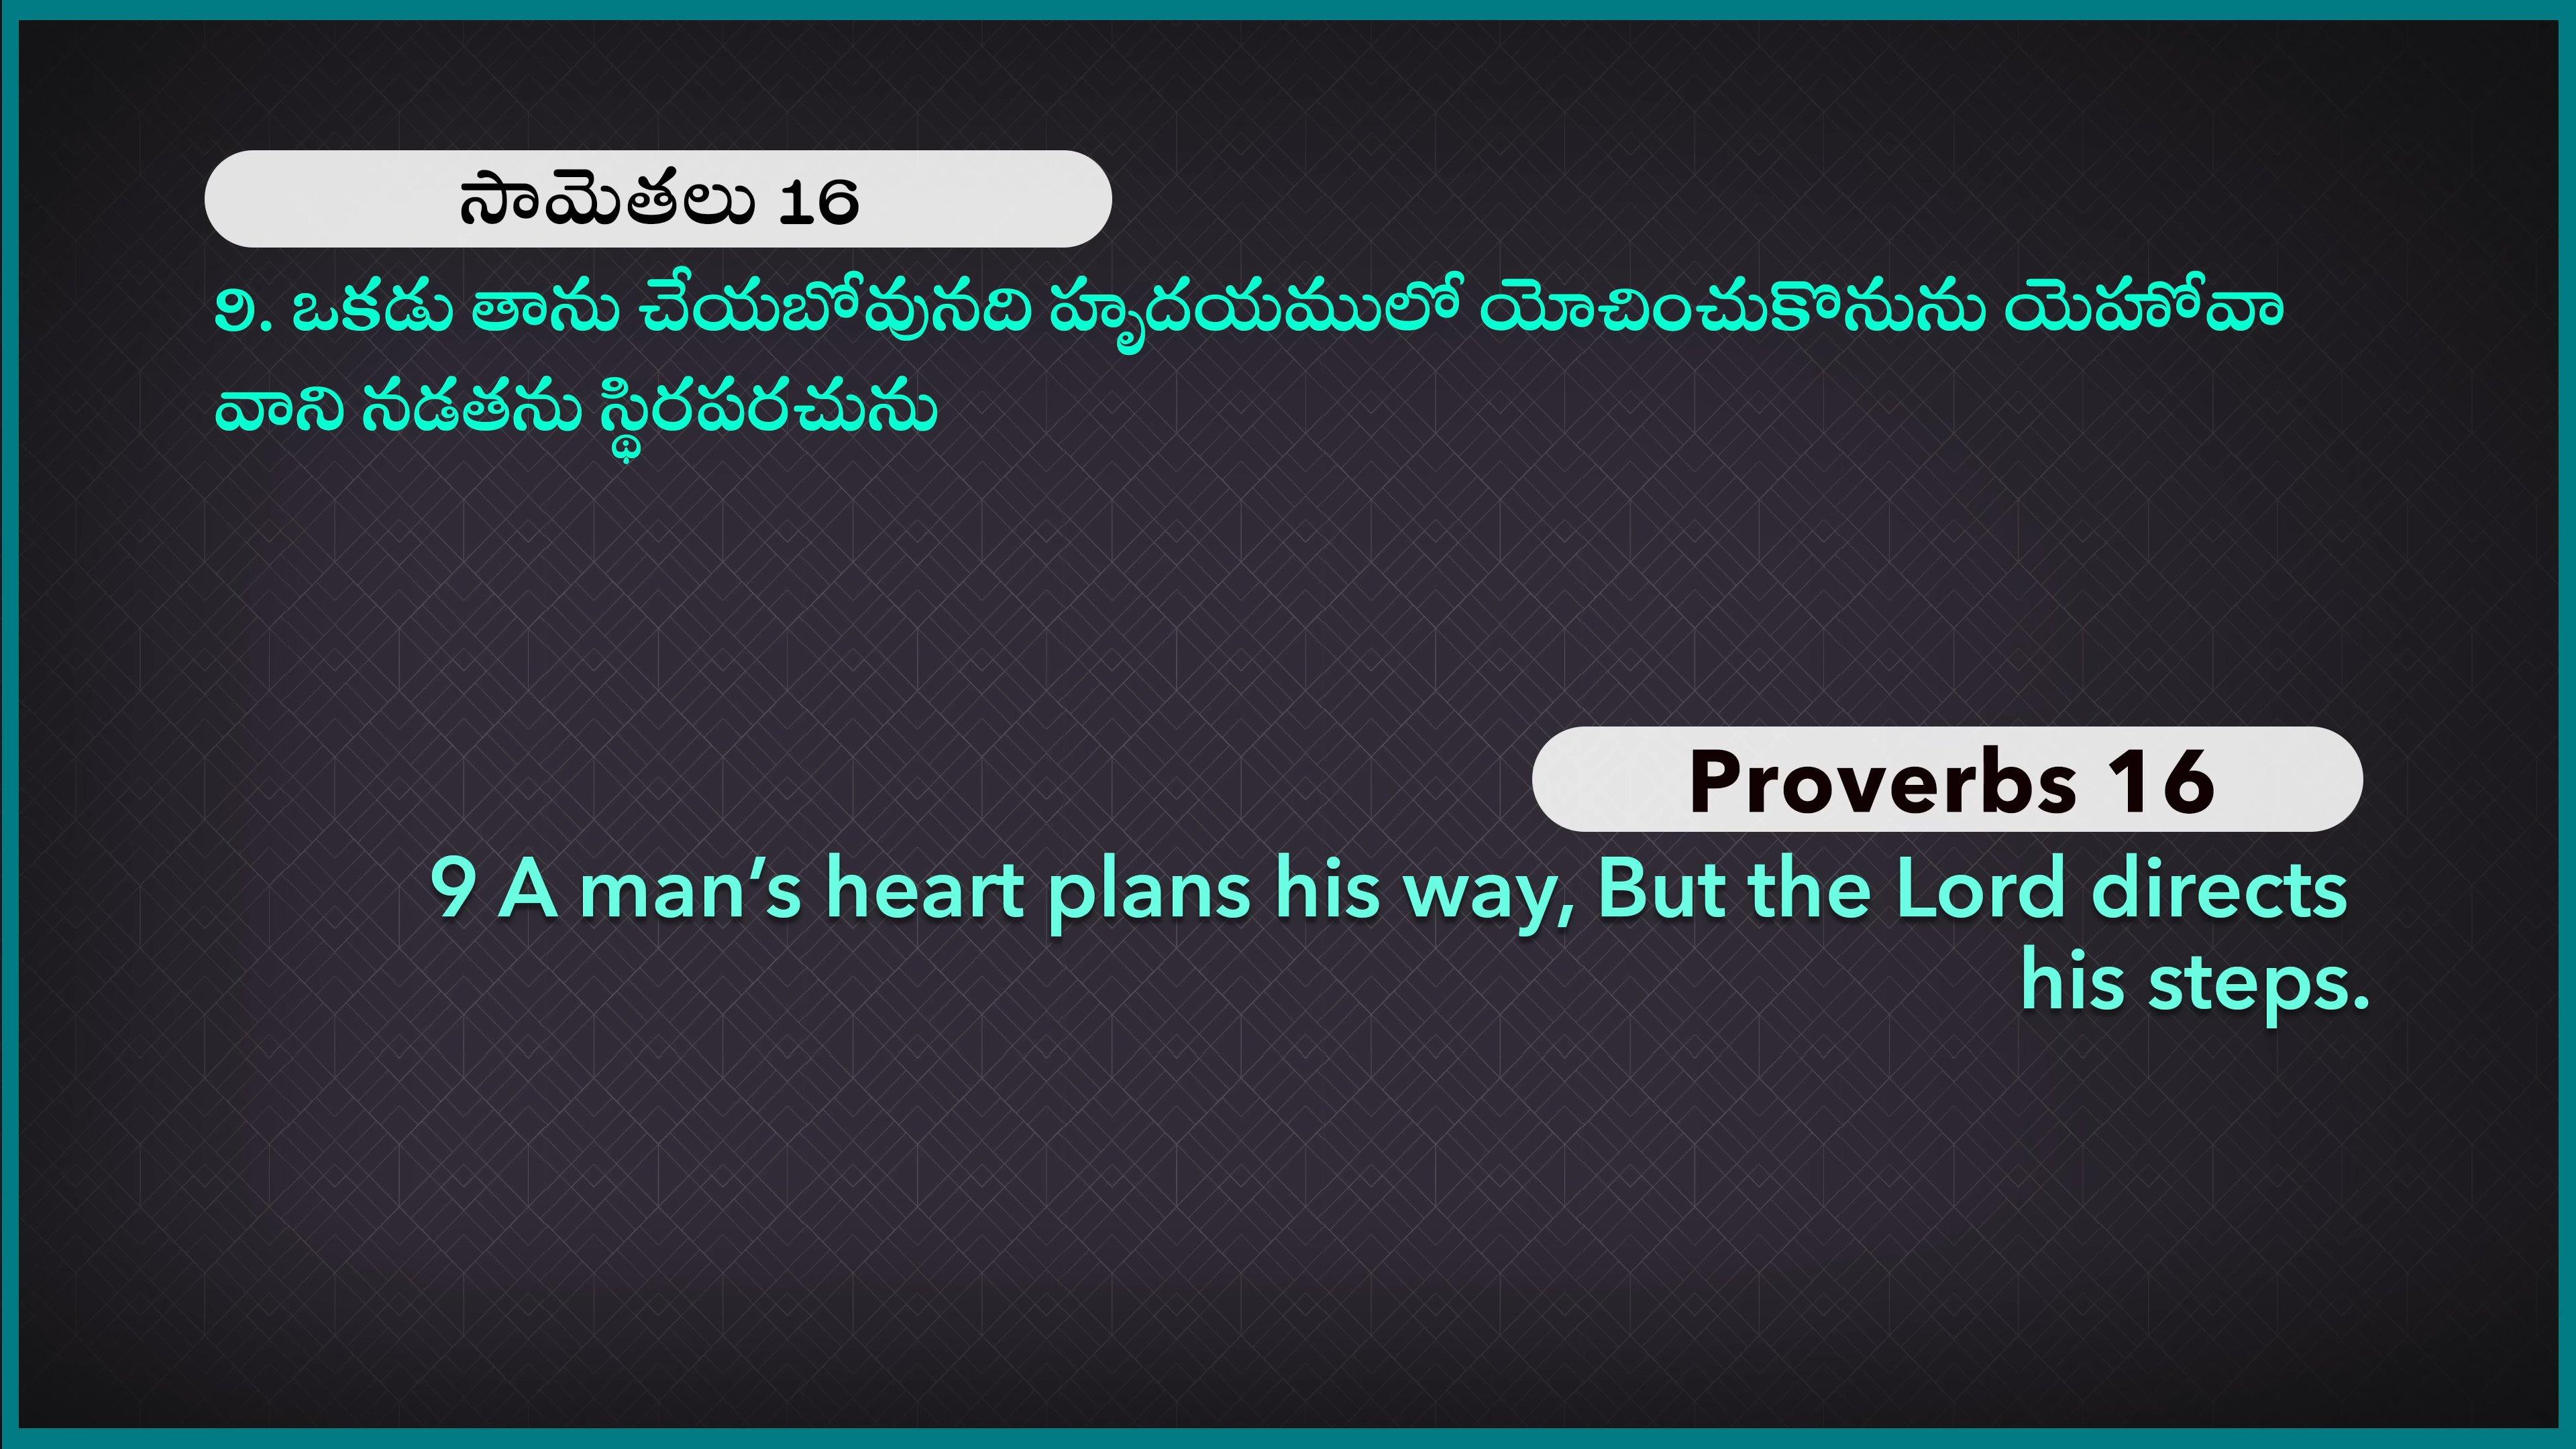 సామెతలు 16
9. ఒకడు తాను చేయబోవునది హృదయములో యోచించుకొనును యెహోవా
వాని నడతను స్థిరపరచును
Proverbs 16
9 A man’s heart plans his way, But the Lord directs
his steps.